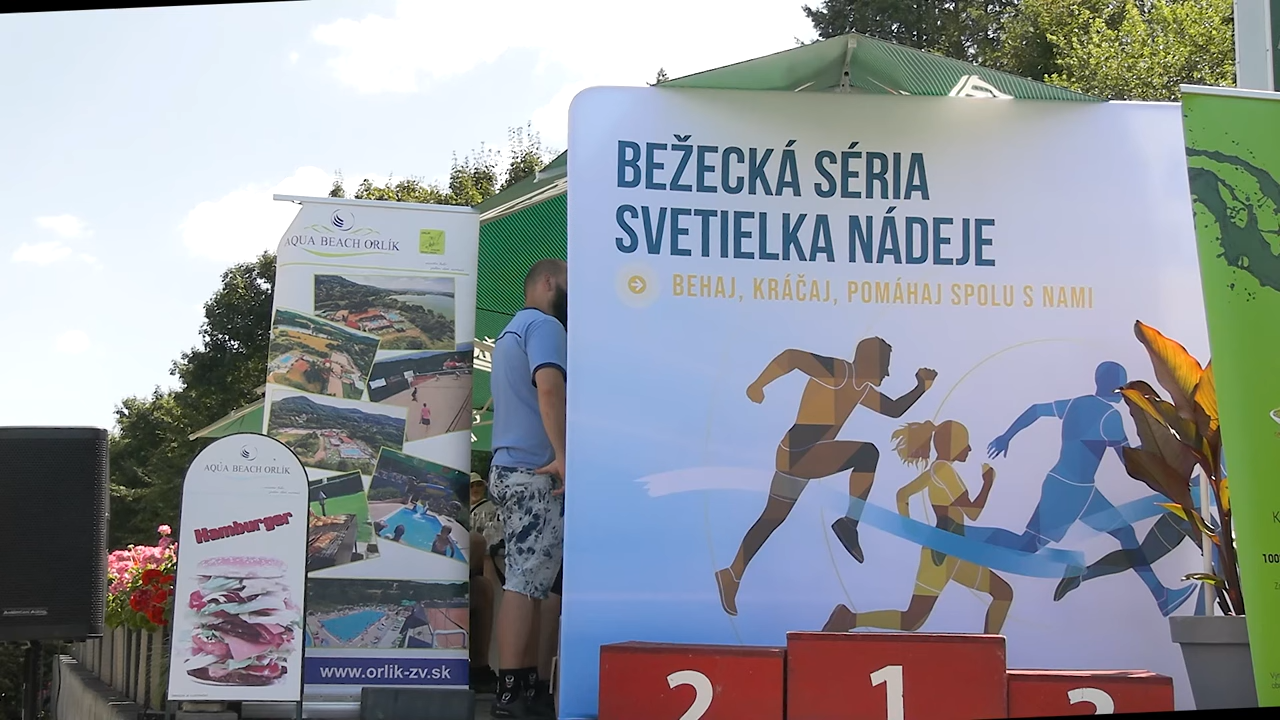 BEŽECKÁ SÉRIA
SVETIELKA NÁDEJE
BEHAJ, KRÁČAJ, POMÁHAJ SPOLU S NAMI
AQUA BEACH ORLÍK
www.orlik-zv.sk
AQUA BEACH ORLÍK
Hamburger
2
1
3